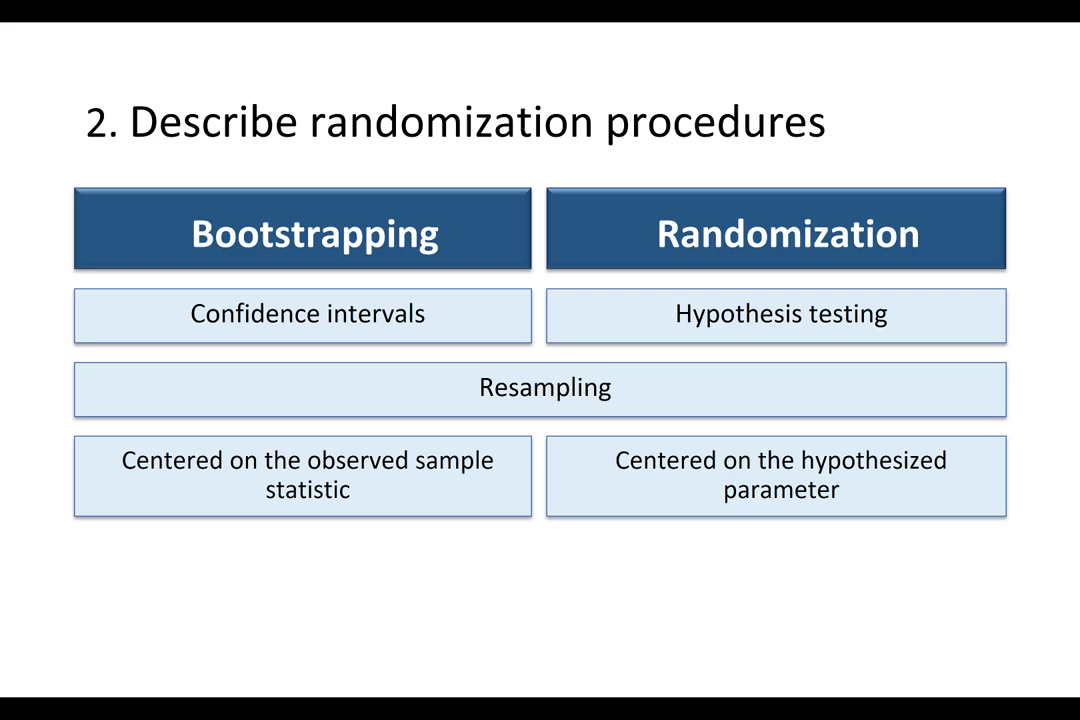 2. Describe randomization procedures
Bootstrapping
Randomization
Confidence intervals
Hypothesis testing
Resampling
Centered on the observed sample
statistic
Centered on the hypothesized
parameter